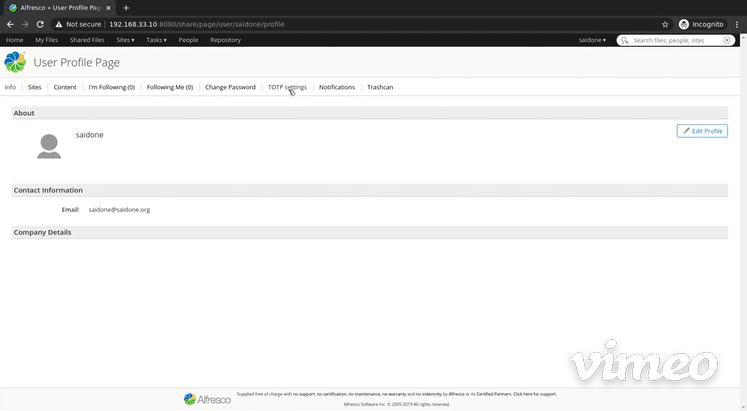 Alfresco » User Profile Pag
Not secure 192.168.33.10:8080/share/page/user/saidone/profile
Incognito
Home My Files Shared Files Sites Tasks People Repository saidone Search files, people, sites
User Profile Page
Info Sites Content I'm Following (0) Following Me (0) Change Password TOTP settings Notifications Trashcan
About
saidone
Edit Profile
Contact Information
Email: saidone@saidone.org
Company Details
vimeo
Alfresco
Supplied free of charge with no support, no certification, no maintenance, no warranty and no indemnity by Alfresco or its Certified Partners. Click here for support.
Alfresco Software Inc. © 2005-2019 All rights reserved.